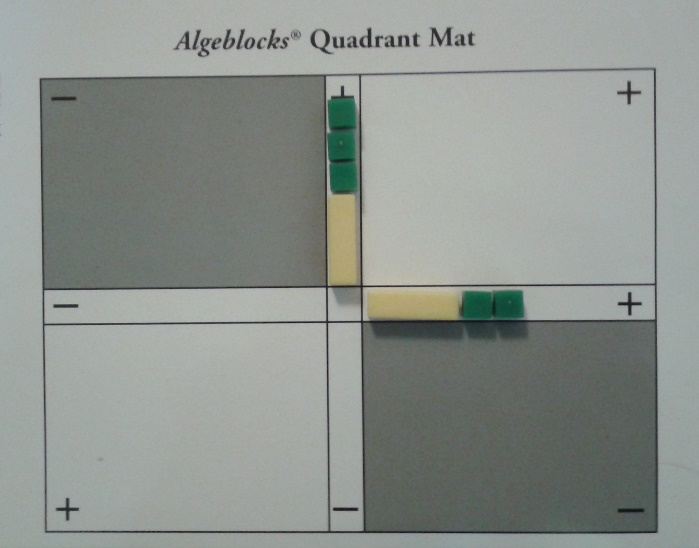 Algeblocks® Quadrant Mat
− + +
− +
+ − −